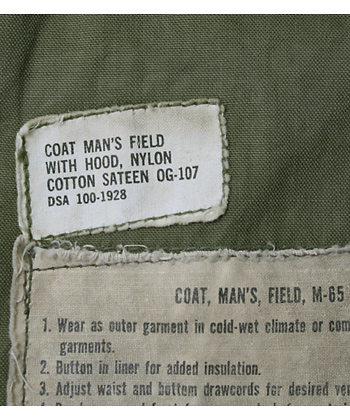 COAT MAN'S FIELD
WITH HOOD, NYLON
COTTON SATEEN OG-107
DSA 100-1928
COAT, MAN'S, FIELD, M-65
1. Wear as outer garment in cold-wet climate or
garments.
2. Button in liner for added insulation.
3. Adjust waist and bottom drawcords for desired